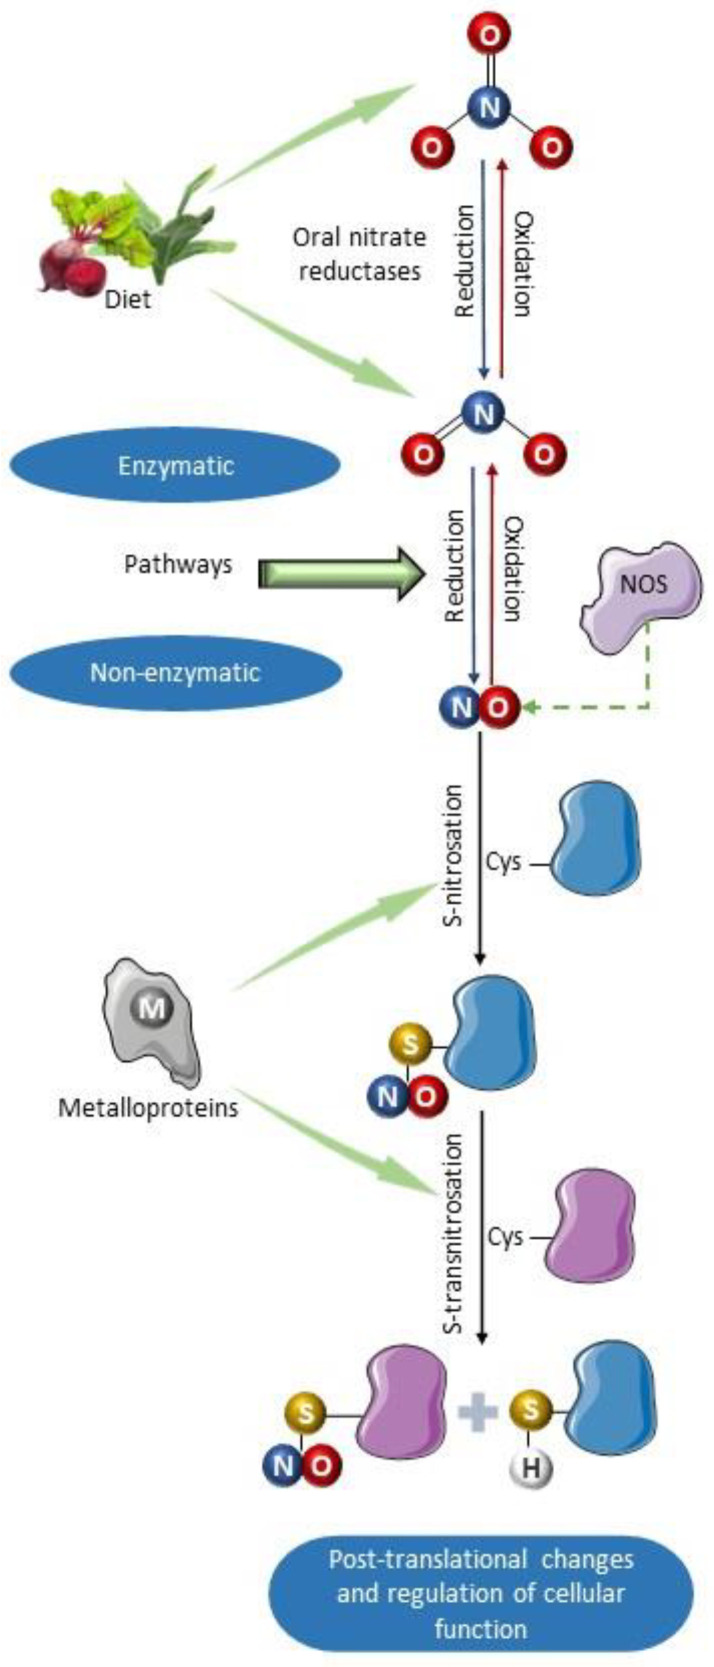 O
N
O
O
Oral nitrate
reductases
Reduction
Oxidation
Diet
N
O
O
Enzymatic
Pathways
Reduction
Oxidation
NOS
Non-enzymatic
N
O
S-nitrosation
Cys
M
Metalloproteins
S
N
O
S-transnitrosation
Cys
S
N
O
S
H
Post-translational changes
and regulation of cellular
function